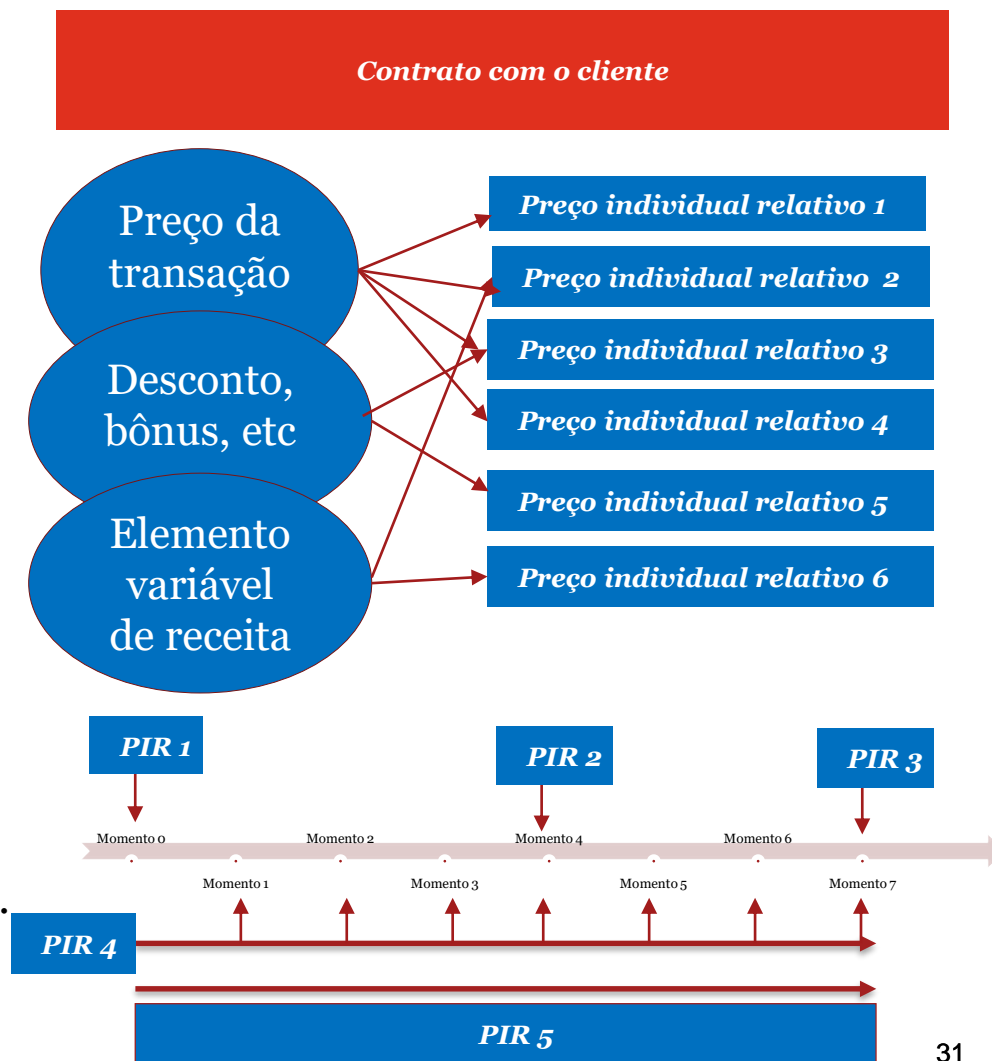 Contrato com o cliente
Preço da
transação
Desconto,
bônus, etc
Elemento
variável
de receita
Preço individual relativo 1
Preço individual relativo 2
Preço individual relativo 3
Preço individual relativo 4
Preço individual relativo 5
Preço individual relativo 6
PIR 1
PIR 2
PIR 3
Momento 0
Momento 2
Momento 4
Momento 6
Momento 1
Momento 3
Momento 5
Momento 7
PIR 4
PIR 5
31